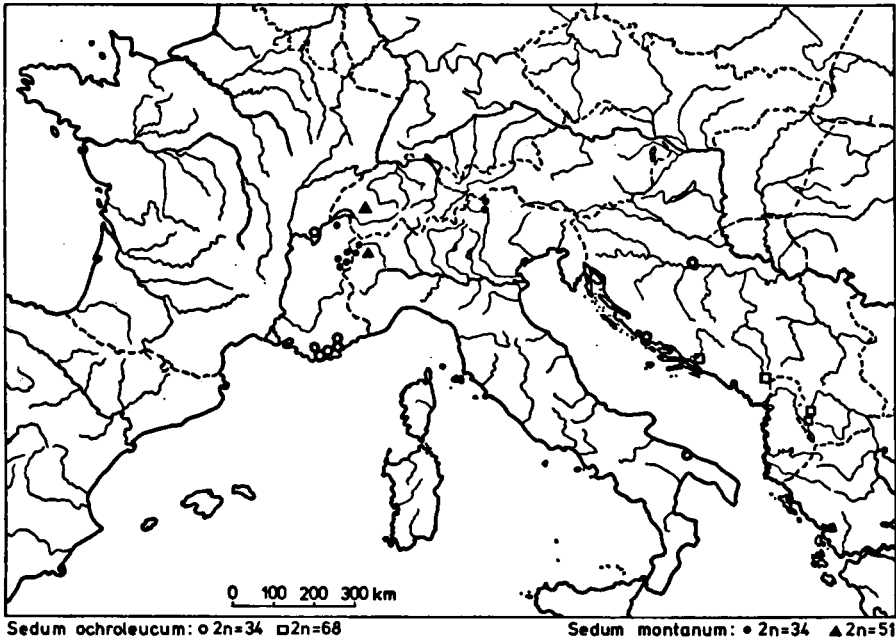 0 100 200 300 km
Sedum ochroleucum: ○ 2n=34 □ 2n=68 Sedum montanum: • 2n=34 ▲ 2n=51